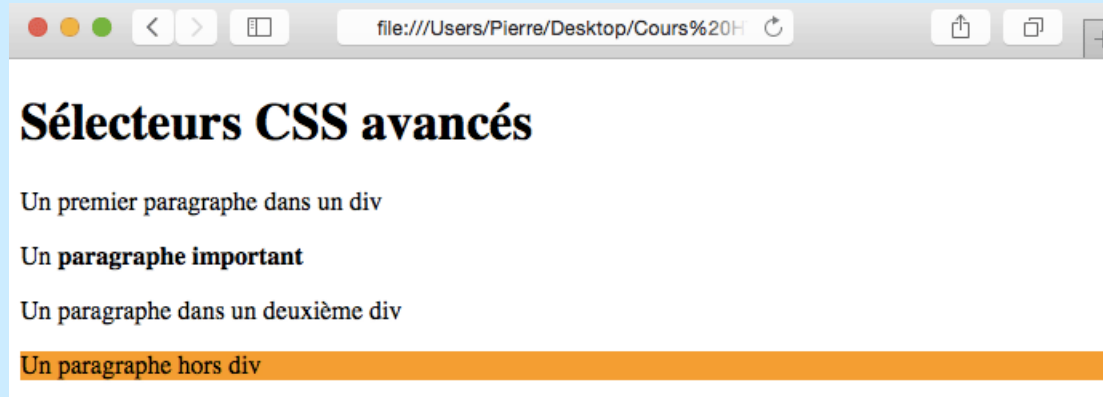 file:///Users/Pierre/Desktop/Cours%20H
Sélecteurs CSS avancés
Un premier paragraphe dans un div
Un paragraphe important
Un paragraphe dans un deuxième div
Un paragraphe hors div